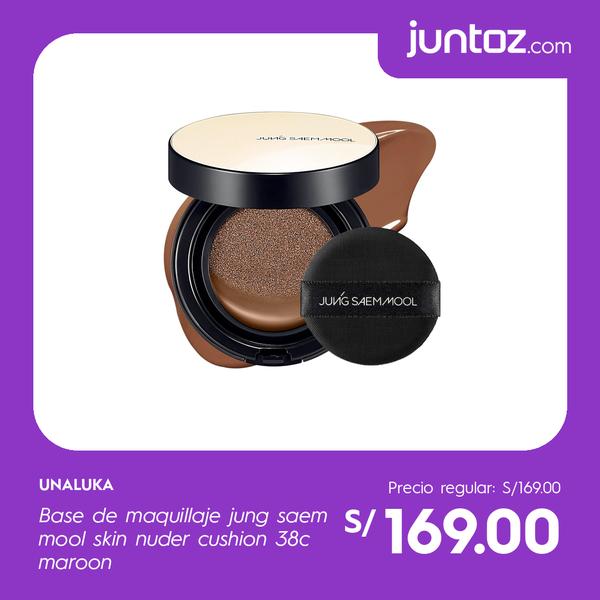 juntoz.com
JUNG SAEMMOOL
JUNG SAEMMOOL
UNALUKA
Base de maquillaje jung saem
mool skin nuder cushion 38c
maroon
Precio regular: S/169.00
S/ 169.00